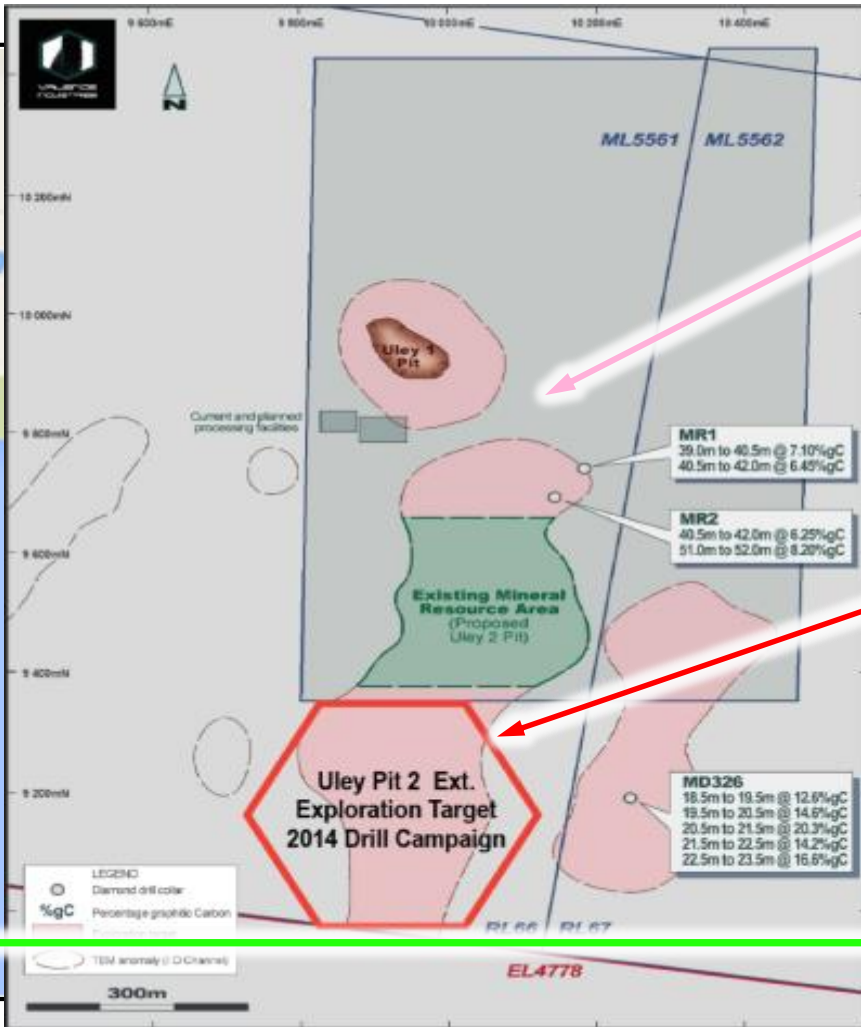 9 600mE
9 800mE
10 000mE
10 200mE
10 400mE
VALENCE
INDUSTRIES
N
ML5561
ML5562
10 200mN
10 000mN
Uley 1
Pit
Current and planned
processing facilities
9 800mN
MR1
39.0m to 40.5m @ 7.10%gC
40.5m to 42.0m @ 6.45%gC
MR2
40.5m to 42.0m @ 6.25%gC
51.0m to 52.0m @ 8.20%gC
9 600mN
Existing Mineral
Resource Area
(Proposed
Uley 2 Pit)
9 400mN
Uley Pit 2 Ext.
Exploration Target
2014 Drill Campaign
9 200mN
MD326
18.5m to 19.5m @ 12.6%gC
19.5m to 20.5m @ 14.6%gC
20.5m to 21.5m @ 20.3%gC
21.5m to 22.5m @ 14.2%gC
22.5m to 23.5m @ 16.6%gC
LEGEND
Diamond drill collar
%gC Percentage graphitic Carbon
TEM anomaly
RL66
RL67
EL4778
300m